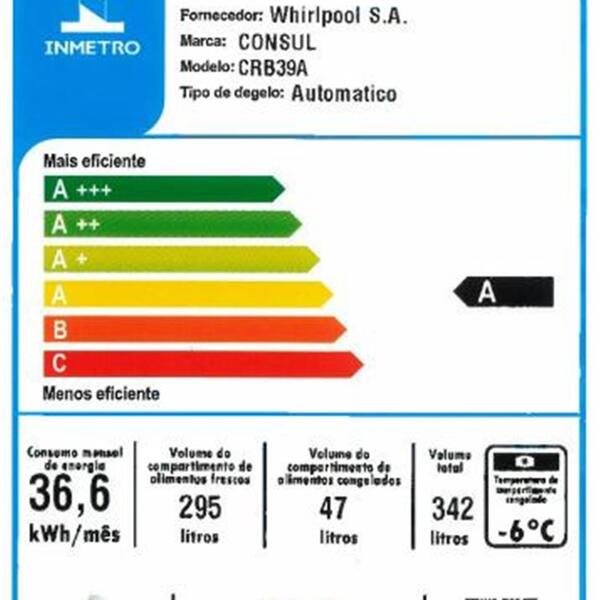 Fornecedor: Whirlpool S.A.
INMETRO
Marca: CONSUL
Modelo: CRB39A
Tipo de degelo: Automatico
Mais eficiente
A +++
A ++
A +
A
A
B
C
Menos eficiente
Consumo mensal
de energia
36,6
kWh/mês
Volume do
compartimento de
alimentos frescos
295
litros
Volume do
compartimento de
alimentos congelados
47
litros
Volume
total
342
litros
Temperatura do
compartimento
congelado
-6°C